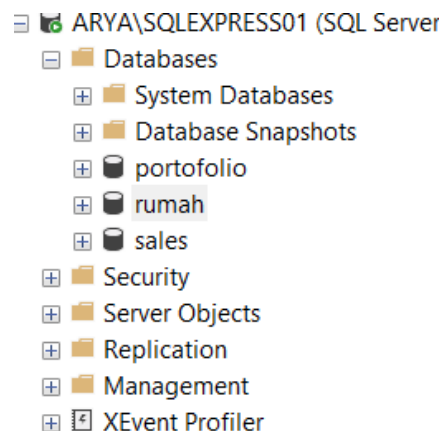 ARYA\SQLEXPRESS01 (SQL Server
Databases
System Databases
Database Snapshots
portofolio
rumah
sales
Security
Server Objects
Replication
Management
XEvent Profiler